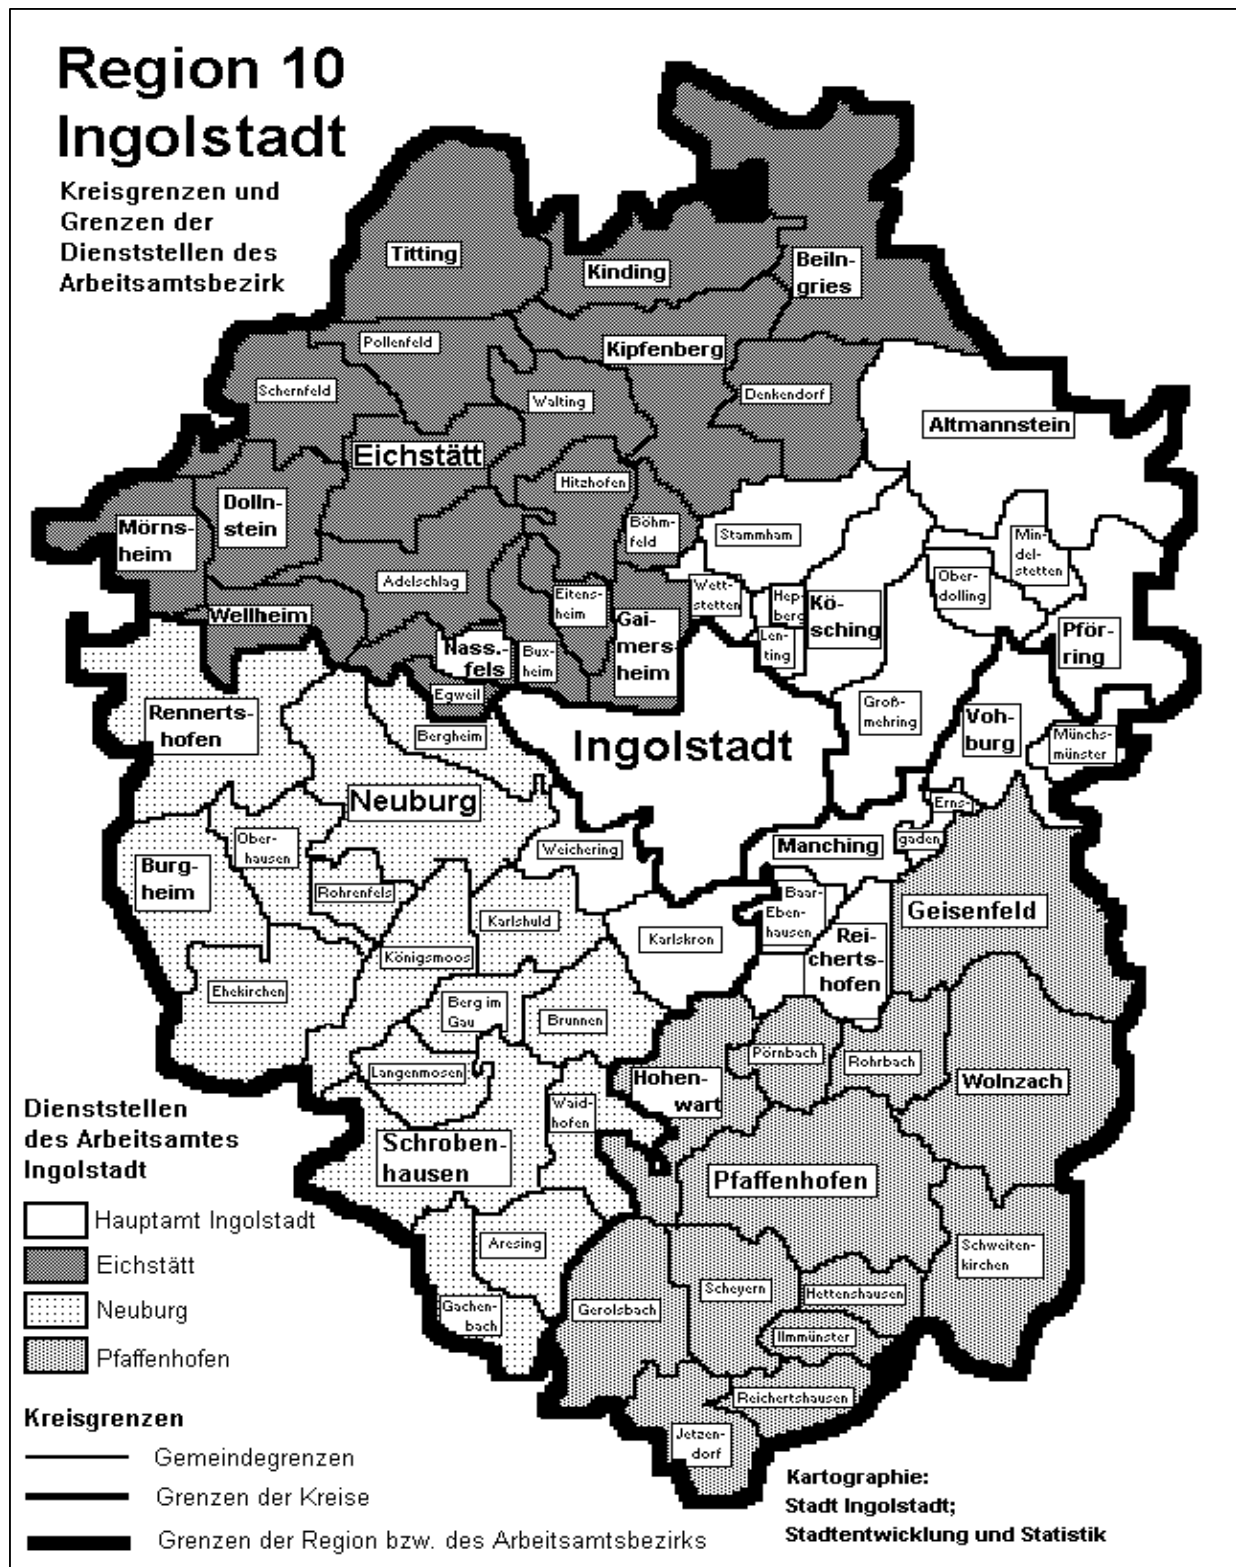 Region 10
Ingolstadt
Kreisgrenzen und
Grenzen der
Dienststellen des
Arbeitsamtsbezirk
Titting
Kinding
Beiln-
gries
Pollenfeld
Kipfenberg
Schernfeld
Walting
Denkendorf
Altmannstein
Eichstätt
Hitzhofen
Dolln-
stein
Mörns-
heim
Böhm-
feld
Stammham
Min-
del-
stetten
Adelschlag
Eitens-
heim
Wett-
stetten
Hep-
berg
Kö-
sching
Ober-
dolling
Wellheim
Gai-
mers-
heim
Len-
ting
Pför-
ring
Nass.-
fels
Bux-
heim
Egweil
Rennerts-
hofen
Bergheim
Groß-
mehring
Voh-
burg
Münchs-
münster
Ingolstadt
Neuburg
Erns-
gaden
Ober-
hausen
Weichering
Manching
Burg-
heim
Rohrenfels
Baar-
Eben-
hausen
Geisenfeld
Karlshuld
Karlskron
Rei-
cherts-
hofen
Königsmoos
Ehekirchen
Berg im
Gau
Brunnen
Pörnbach
Rohrbach
Langenmosen
Hohen-
wart
Wolnzach
Waid-
hofen
Schroben-
hausen
Pfaffenhofen
Aresing
Schweiten-
kirchen
Scheyern
Hettenshausen
Gachen-
bach
Gerolsbach
Ilmmünster
Reichertshausen
Jetzen-
dorf
Dienststellen
des Arbeitsamtes
Ingolstadt
Hauptamt Ingolstadt
Eichstätt
Neuburg
Pfaffenhofen
Kreisgrenzen
Gemeindegrenzen
Grenzen der Kreise
Grenzen der Region bzw. des Arbeitsamtsbezirks
Kartographie:
Stadt Ingolstadt;
Stadtentwicklung und Statistik